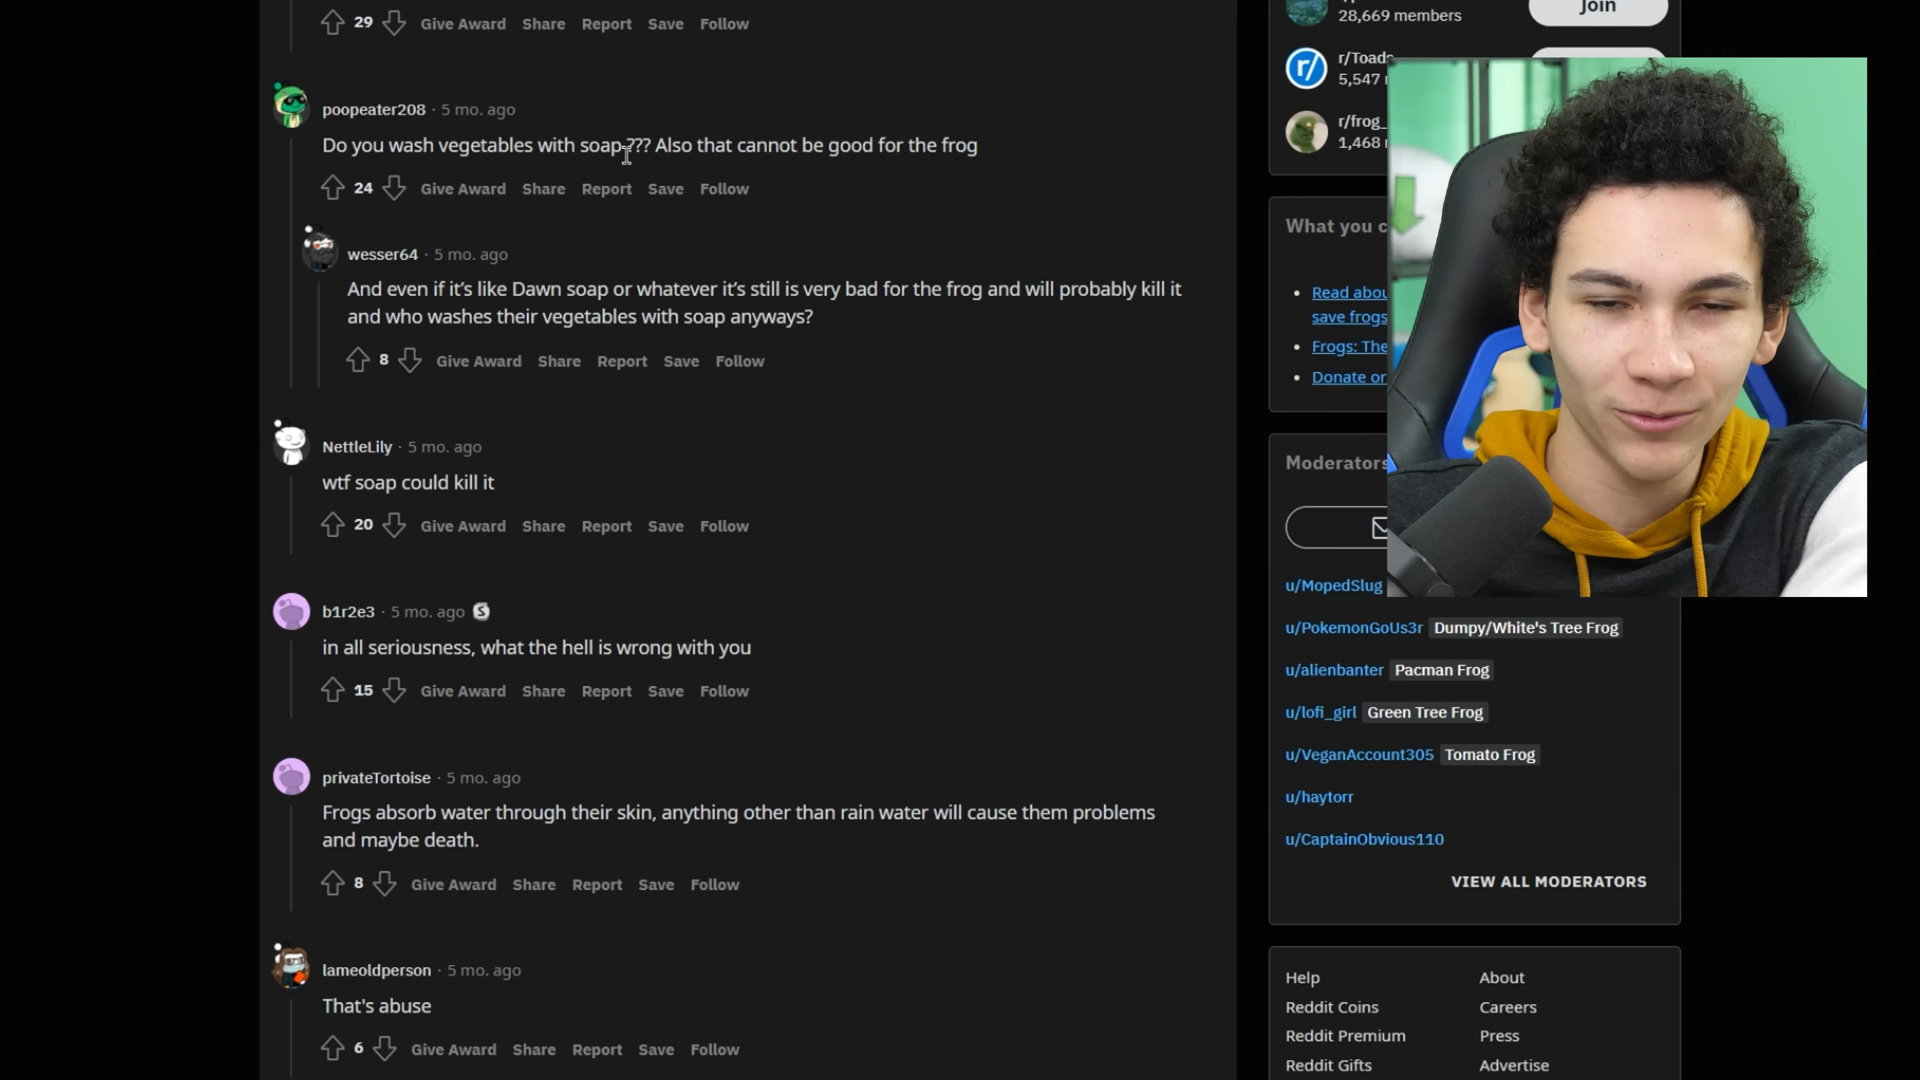 29 Give Award Share Report Save Follow
poopeater208 · 5 mo. ago
Do you wash vegetables with soap??? Also that cannot be good for the frog
24 Give Award Share Report Save Follow
wesser64 · 5 mo. ago
And even if it's like Dawn soap or whatever it's still is very bad for the frog and will probably kill it
and who washes their vegetables with soap anyways?
8 Give Award Share Report Save Follow
NettleLily · 5 mo. ago
wtf soap could kill it
20 Give Award Share Report Save Follow
b1r2e3 · 5 mo. ago
in all seriousness, what the hell is wrong with you
15 Give Award Share Report Save Follow
privateTortoise · 5 mo. ago
Frogs absorb water through their skin, anything other than rain water will cause them problems
and maybe death.
8 Give Award Share Report Save Follow
lameoldperson · 5 mo. ago
That's abuse
6 Give Award Share Report Save Follow
28,669 members
Join
r/Toads
5,547
r/frog_
1,468
What you
Read
save frogs
Frogs: The
Donate or
Moderators
u/MopedSlug
u/PokemonGoUs3r Dumpy/White's Tree Frog
u/alienbanter Pacman Frog
u/lofi_girl Green Tree Frog
u/VeganAccount305 Tomato Frog
u/haytorr
u/CaptainObvious110
VIEW ALL MODERATORS
Help About
Reddit Coins Careers
Reddit Premium Press
Reddit Gifts Advertise